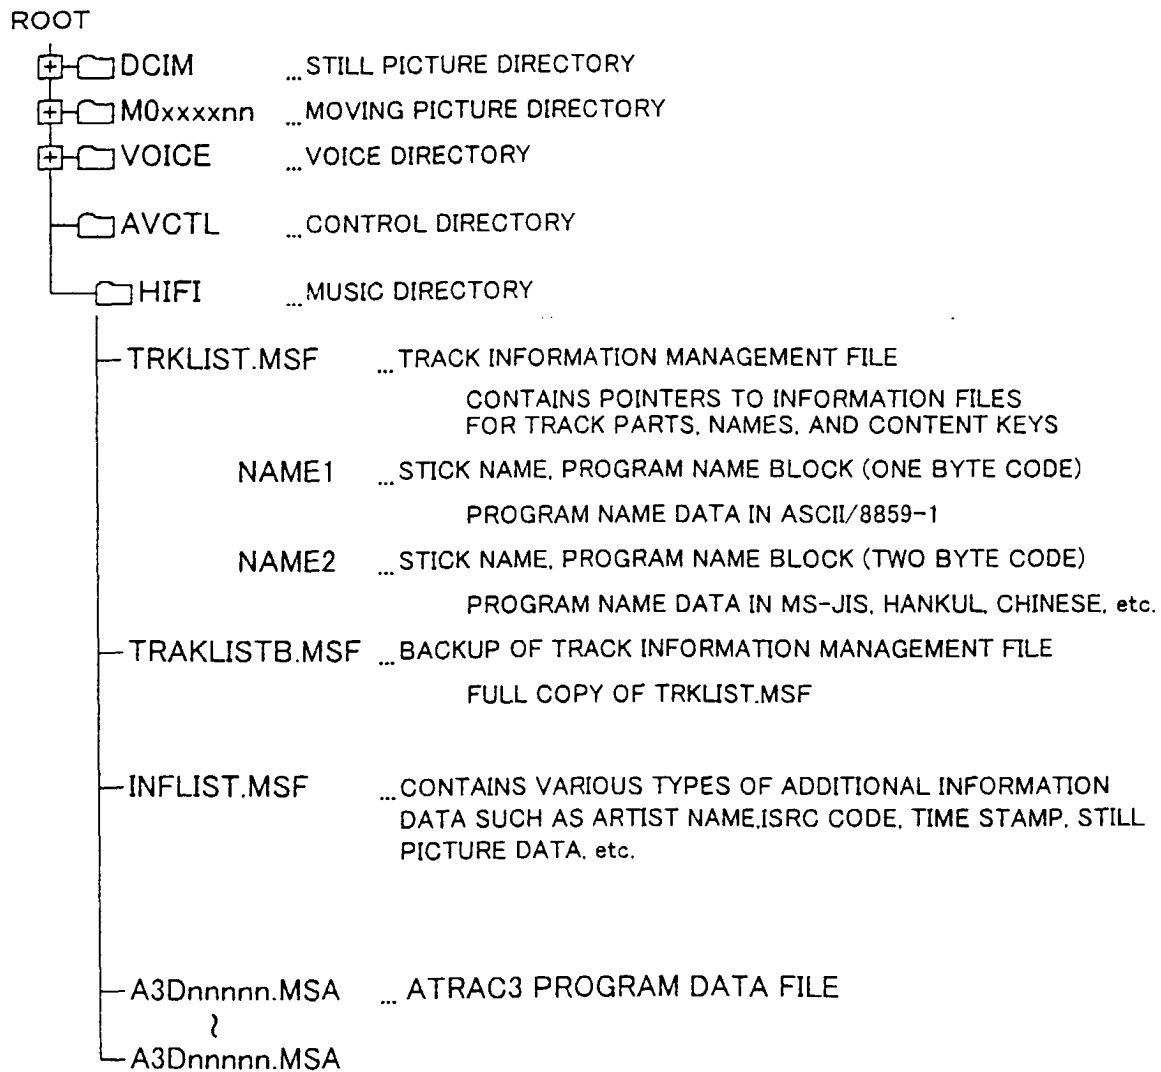 ROOT
DCIM ...STILL PICTURE DIRECTORY
M0xxxxnn ...MOVING PICTURE DIRECTORY
VOICE ...VOICE DIRECTORY
AVCTL ...CONTROL DIRECTORY
HIFI ...MUSIC DIRECTORY
TRKLIST.MSF ...TRACK INFORMATION MANAGEMENT FILE
CONTAINS POINTERS TO INFORMATION FILES
FOR TRACK PARTS, NAMES, AND CONTENT KEYS
NAME1 ...STICK NAME, PROGRAM NAME BLOCK (ONE BYTE CODE)
PROGRAM NAME DATA IN ASCII/8859-1
NAME2 ...STICK NAME, PROGRAM NAME BLOCK (TWO BYTE CODE)
PROGRAM NAME DATA IN MS-JIS, HANKUL, CHINESE, etc.
TRAKLISTB.MSF ...BACKUP OF TRACK INFORMATION MANAGEMENT FILE
FULL COPY OF TRKLIST.MSF
INFLIST.MSF ...CONTAINS VARIOUS TYPES OF ADDITIONAL INFORMATION
DATA SUCH AS ARTIST NAME,ISRC CODE, TIME STAMP, STILL
PICTURE DATA, etc.
A3Dnnnnn.MSA ... ATRAC3 PROGRAM DATA FILE
~
A3Dnnnnn.MSA